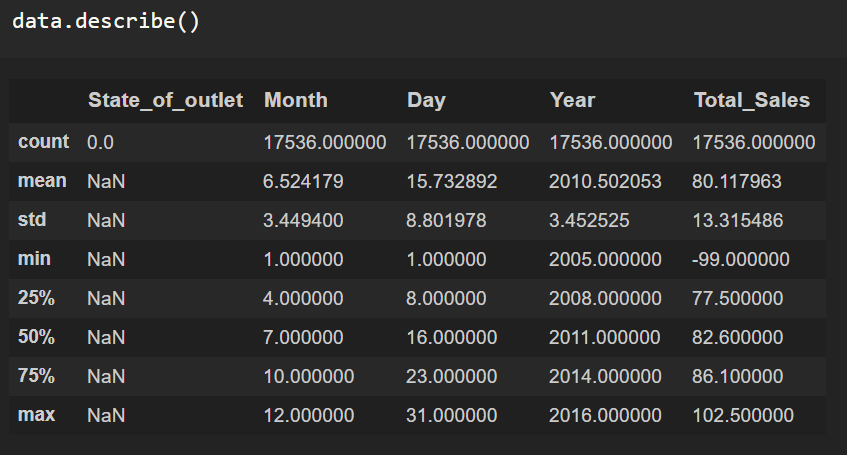 data.describe()
State_of_outlet Month Day Year Total_Sales
count 0.0 17536.000000 17536.000000 17536.000000 17536.000000
mean NaN 6.524179 15.732892 2010.502053 80.117963
std NaN 3.449400 8.801978 3.452525 13.315486
min NaN 1.000000 1.000000 2005.000000 -99.000000
25% NaN 4.000000 8.000000 2008.000000 77.500000
50% NaN 7.000000 16.000000 2011.000000 82.600000
75% NaN 10.000000 23.000000 2014.000000 86.100000
max NaN 12.000000 31.000000 2016.000000 102.500000